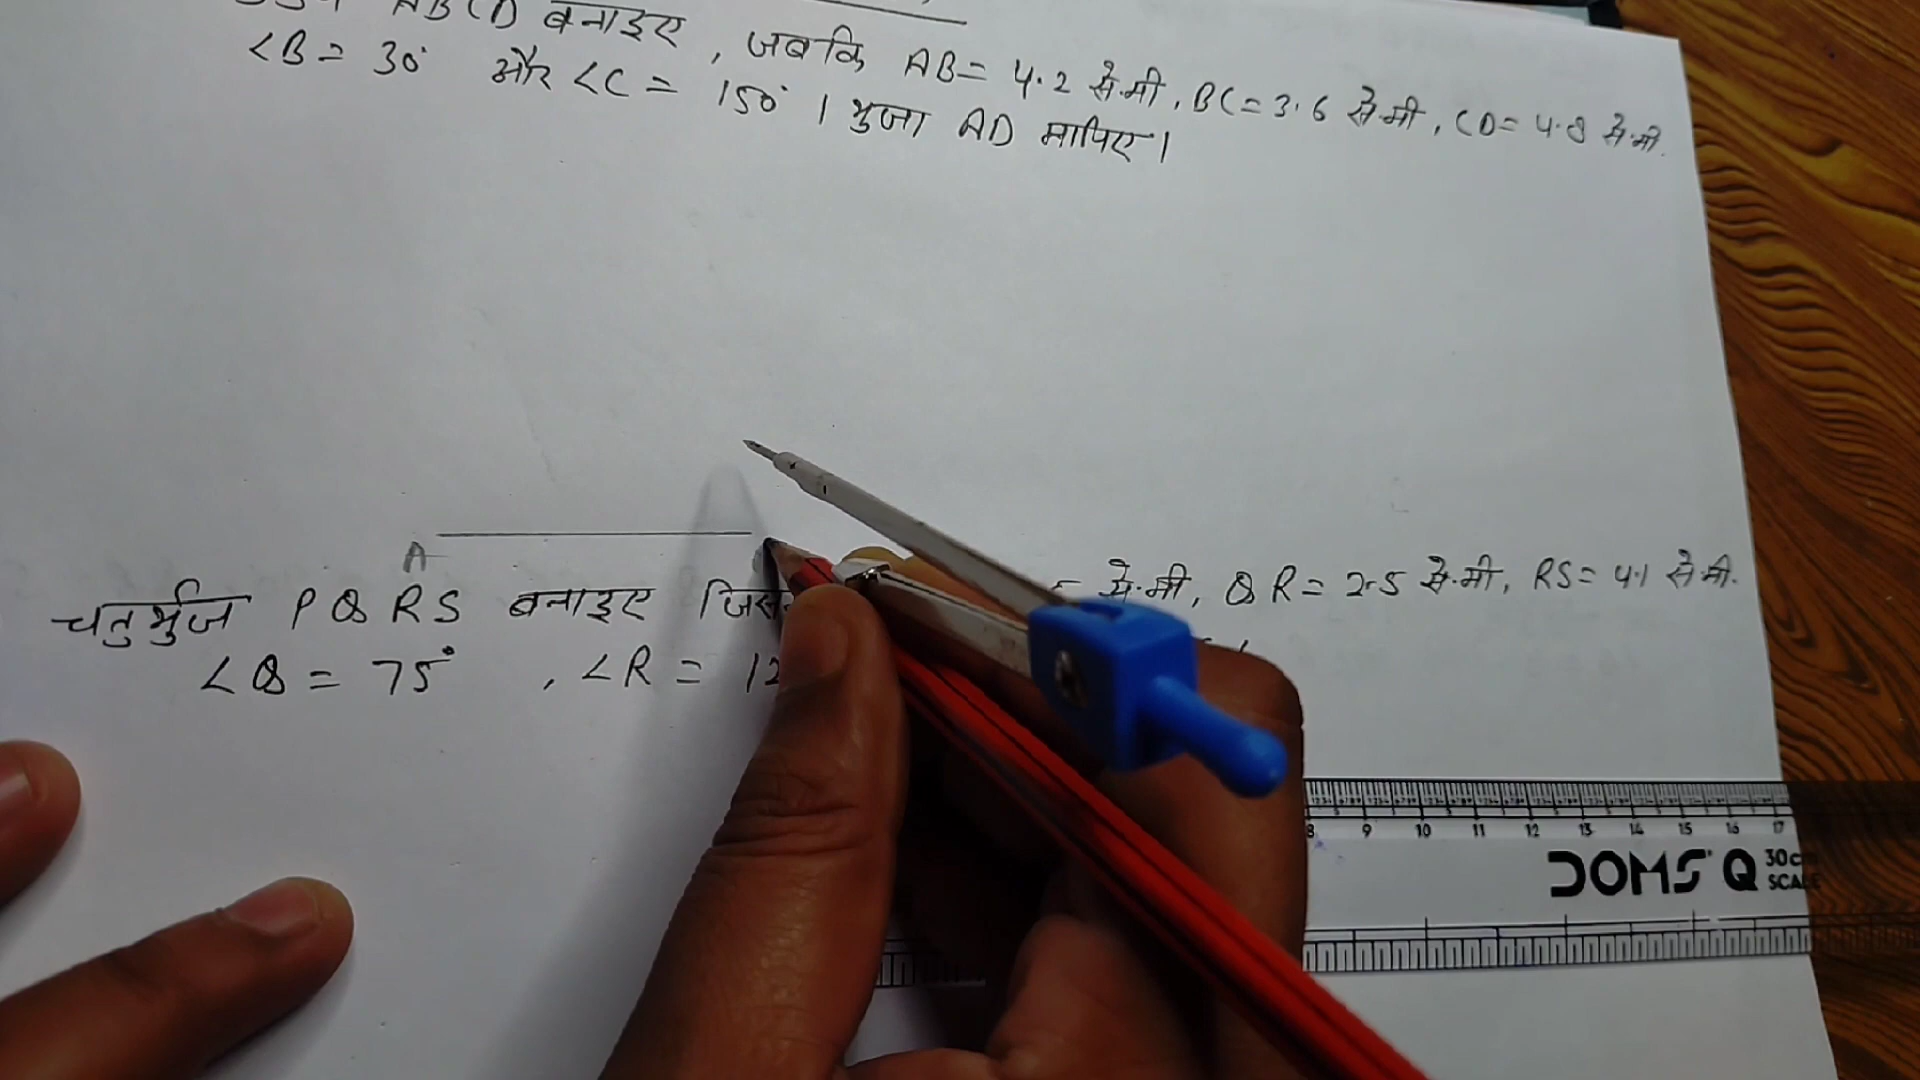 ABCD बनाइए , जबकि AB= 4.2 से.मी, BC=3.6 से.मी, CD= 4.8 से.मी.
∠B= 30° और ∠C= 150° । भुजा AD मापिए।
A
चतुर्भुज PQRS बनाइए से.मी, QR= 2.5 से.मी, RS= 4.1 से.मी.
∠Q= 75° , ∠R=
8 9 10 11 12 13 14 15 16 17
DOMS Q 30cm SCALE